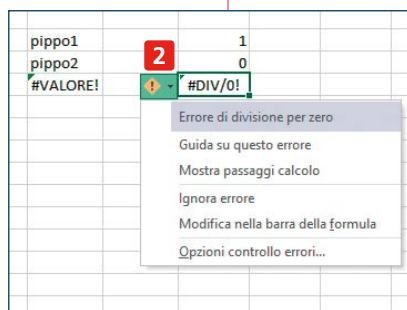 pippo1 1
pippo2 2 0
#VALORE! #DIV/0!
Errore di divisione per zero
Guida su questo errore
Mostra passaggi calcolo
Ignora errore
Modifica nella barra della formula
Opzioni controllo errori...